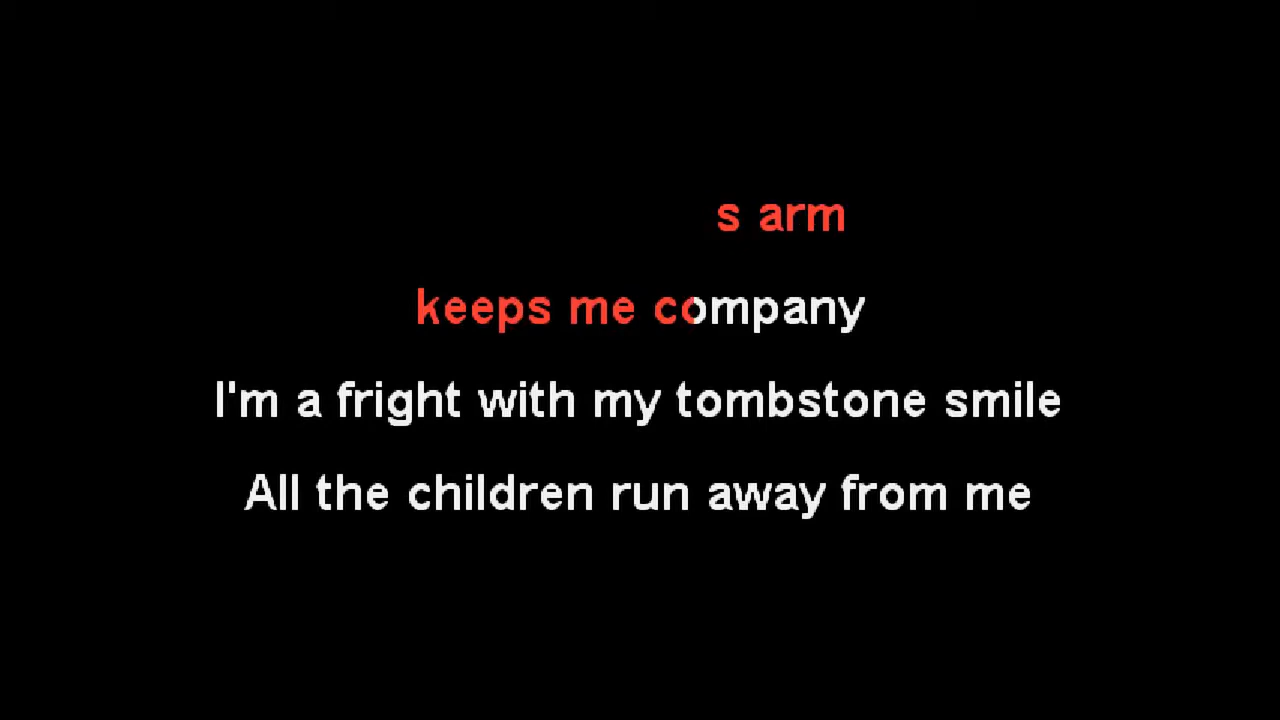 s arm
keeps me company
I'm a fright with my tombstone smile
All the children run away from me